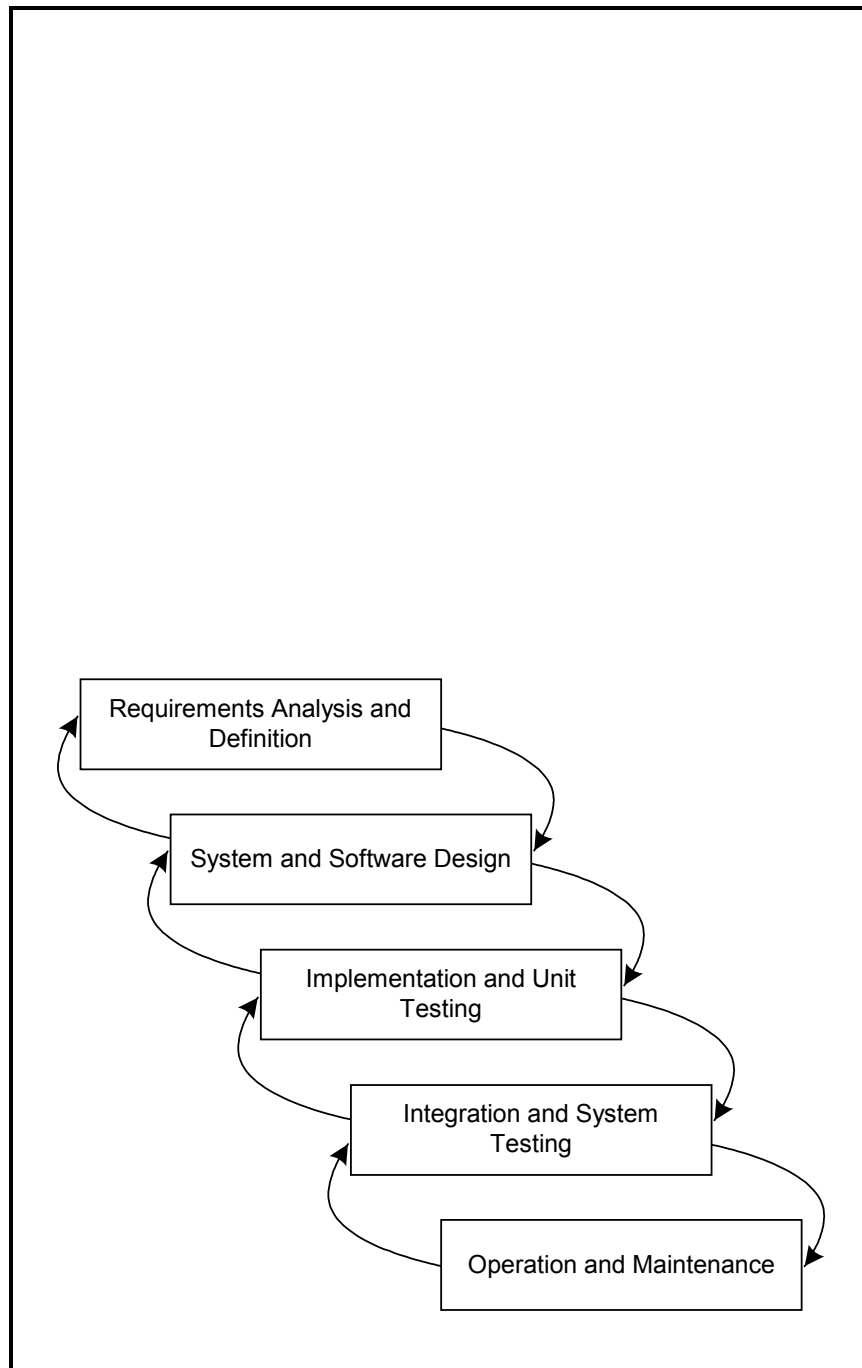 Requirements Analysis and
Definition
System and Software Design
Implementation and Unit
Testing
Integration and System
Testing
Operation and Maintenance